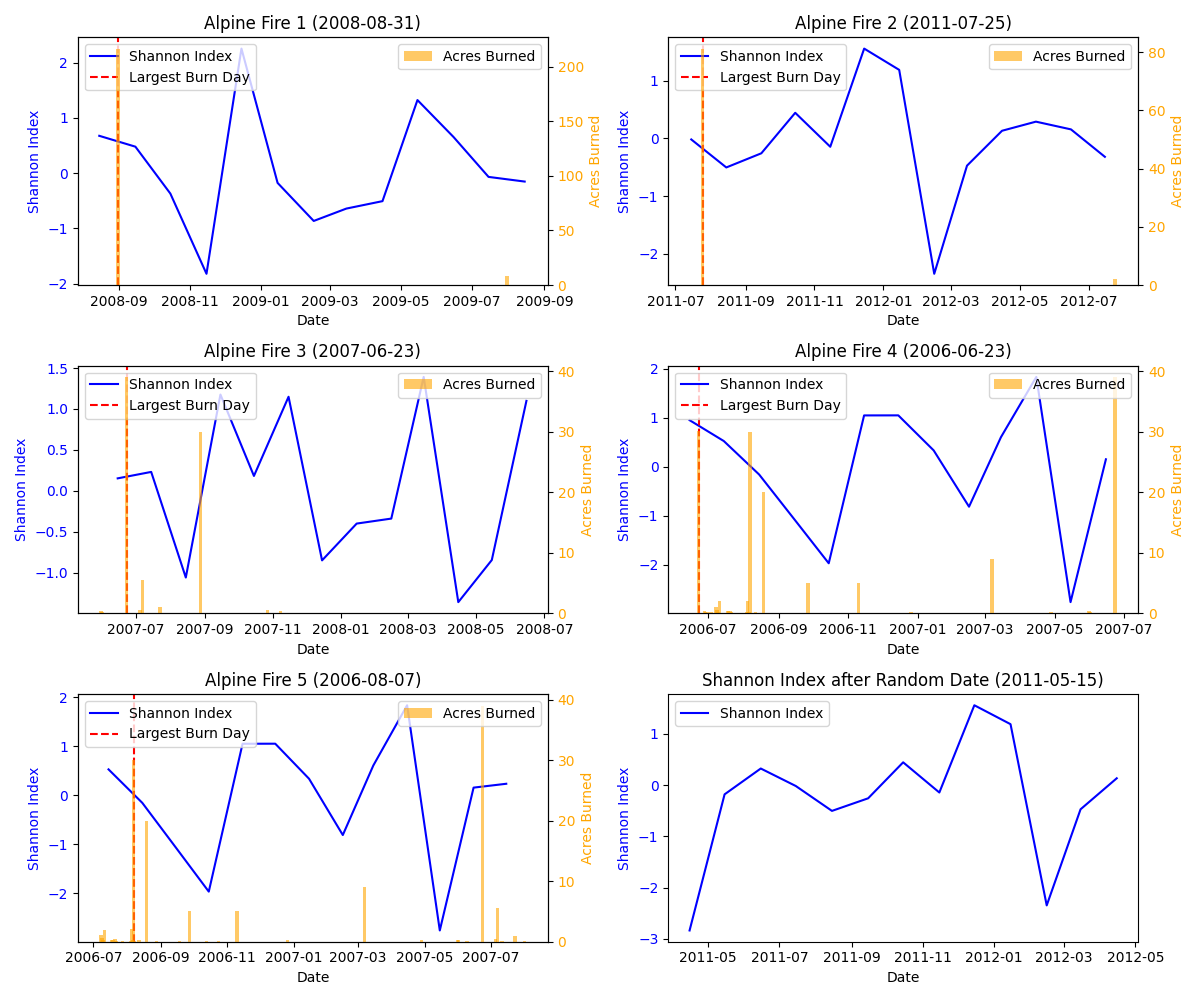 Alpine Fire 1 (2008-08-31)
Shannon Index
Largest Burn Day
Acres Burned
2
1
0
−1
−2
Shannon Index
200
150
100
50
0
Acres Burned
2008-09 2008-11 2009-01 2009-03 2009-05 2009-07 2009-09
Date
Alpine Fire 2 (2011-07-25)
Shannon Index
Largest Burn Day
Acres Burned
1
0
−1
−2
Shannon Index
80
60
40
20
0
Acres Burned
2011-07 2011-09 2011-11 2012-01 2012-03 2012-05 2012-07
Date
Alpine Fire 3 (2007-06-23)
Shannon Index
Largest Burn Day
Acres Burned
1.5
1.0
0.5
0.0
−0.5
−1.0
Shannon Index
40
30
20
10
0
Acres Burned
2007-07 2007-09 2007-11 2008-01 2008-03 2008-05 2008-07
Date
Alpine Fire 4 (2006-06-23)
Shannon Index
Largest Burn Day
Acres Burned
2
1
0
−1
−2
Shannon Index
40
30
20
10
0
Acres Burned
2006-07 2006-09 2006-11 2007-01 2007-03 2007-05 2007-07
Date
Alpine Fire 5 (2006-08-07)
Shannon Index
Largest Burn Day
Acres Burned
2
1
0
−1
−2
Shannon Index
40
30
20
10
0
Acres Burned
2006-07 2006-09 2006-11 2007-01 2007-03 2007-05 2007-07
Date
Shannon Index after Random Date (2011-05-15)
Shannon Index
1
0
−1
−2
−3
Shannon Index
2011-05 2011-07 2011-09 2011-11 2012-01 2012-03 2012-05
Date